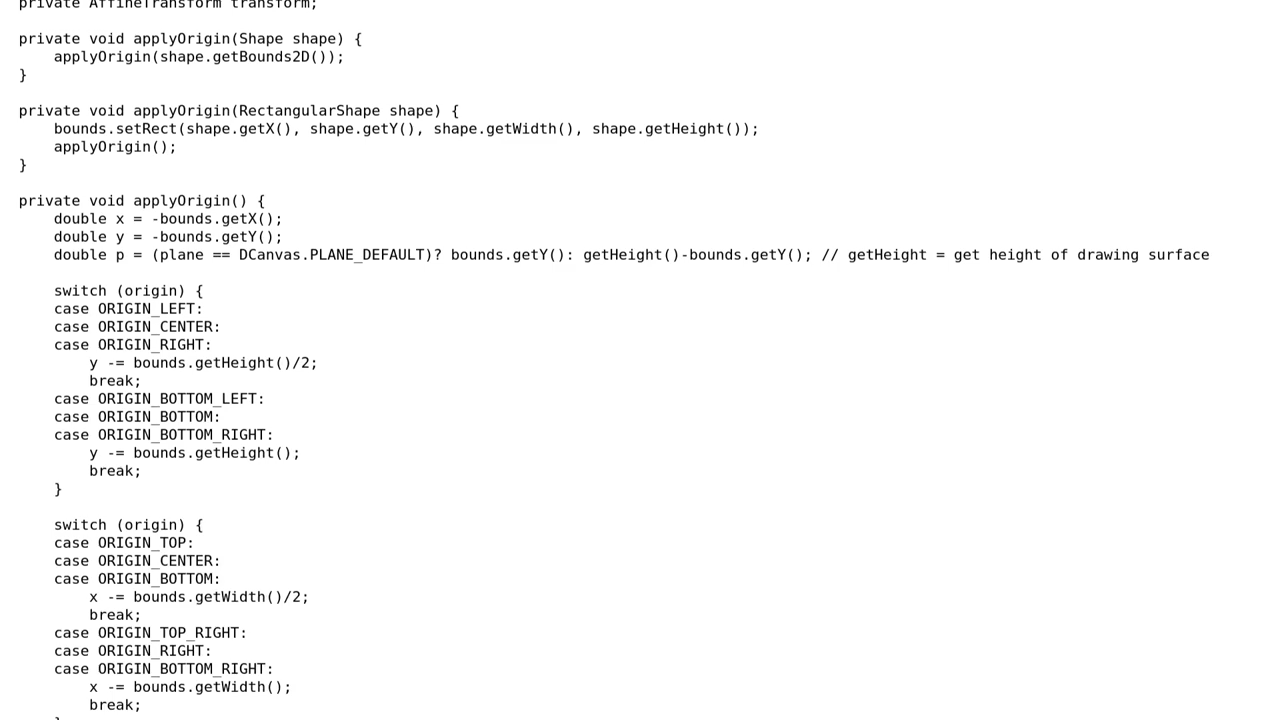 private AffineTransform transform;
private void applyOrigin(Shape shape) {
    applyOrigin(shape.getBounds2D());
}
private void applyOrigin(RectangularShape shape) {
    bounds.setRect(shape.getX(), shape.getY(), shape.getWidth(), shape.getHeight());
    applyOrigin();
}
private void applyOrigin() {
    double x = -bounds.getX();
    double y = -bounds.getY();
    double p = (plane == DCanvas.PLANE_DEFAULT)? bounds.getY(): getHeight()-bounds.getY(); // getHeight = get height of drawing surface
    switch (origin) {
    case ORIGIN_LEFT:
    case ORIGIN_CENTER:
    case ORIGIN_RIGHT:
        y -= bounds.getHeight()/2;
        break;
    case ORIGIN_BOTTOM_LEFT:
    case ORIGIN_BOTTOM:
    case ORIGIN_BOTTOM_RIGHT:
        y -= bounds.getHeight();
        break;
    }
    switch (origin) {
    case ORIGIN_TOP:
    case ORIGIN_CENTER:
    case ORIGIN_BOTTOM:
        x -= bounds.getWidth()/2;
        break;
    case ORIGIN_TOP_RIGHT:
    case ORIGIN_RIGHT:
    case ORIGIN_BOTTOM_RIGHT:
        x -= bounds.getWidth();
        break;
    }